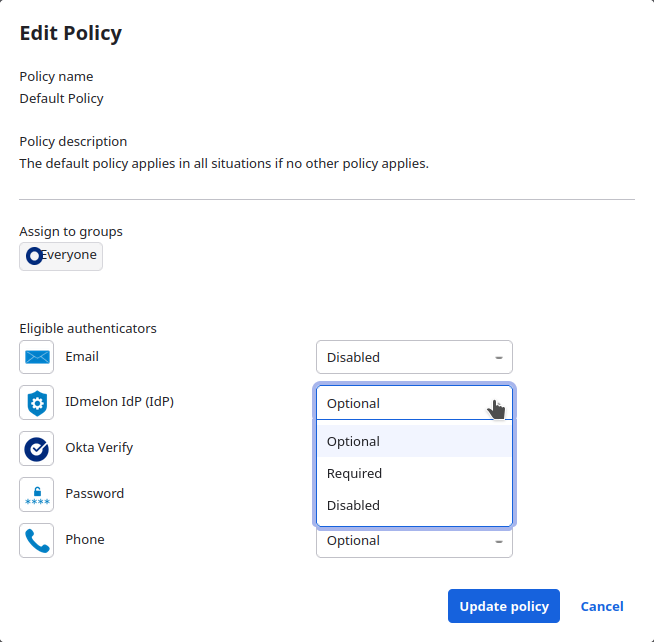 Edit Policy
Policy name
Default Policy
Policy description
The default policy applies in all situations if no other policy applies.
Assign to groups
Everyone
Eligible authenticators
Email Disabled
IDmelon IdP (IdP) Optional
Optional
Okta Verify
Required
Password
Disabled
Phone Optional
Update policy Cancel